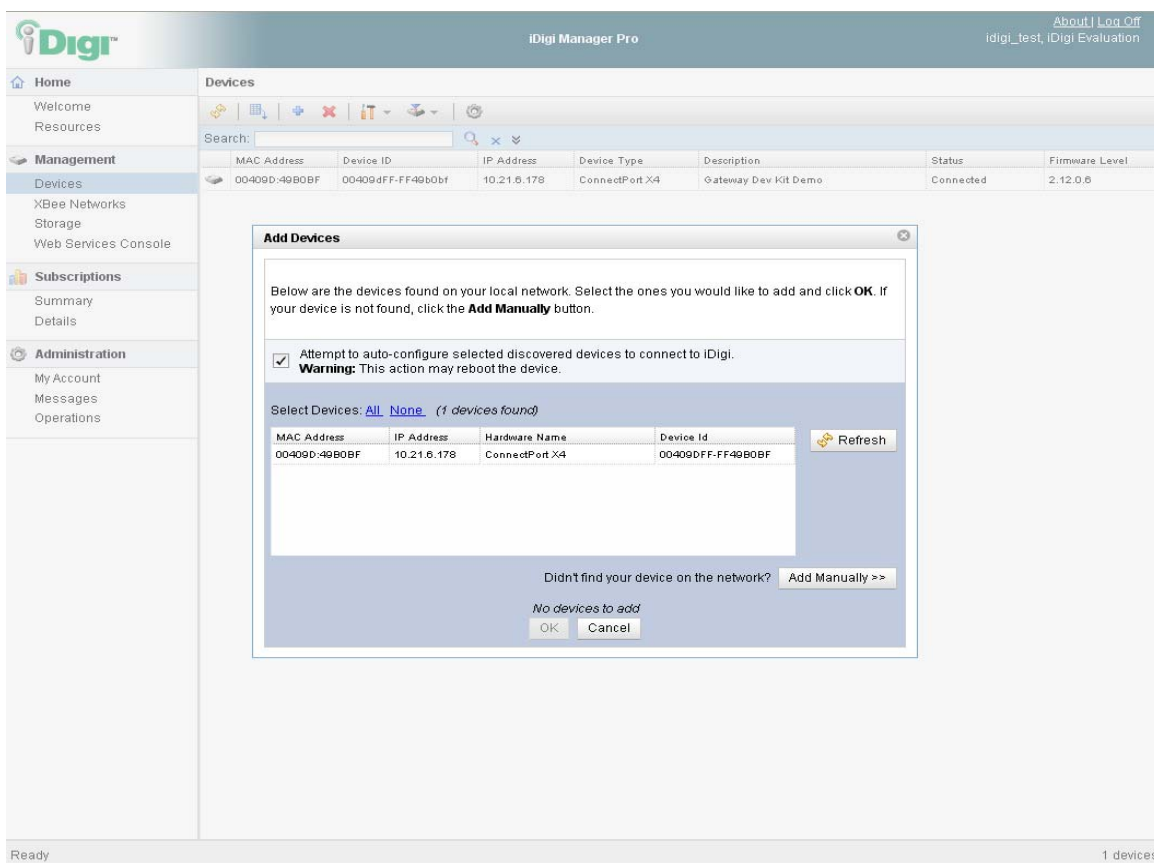 iDigi™
iDigi Manager Pro
About | Log Off
idigi_test, iDigi Evaluation
Home
Welcome
Resources
Management
Devices
XBee Networks
Storage
Web Services Console
Subscriptions
Summary
Details
Administration
My Account
Messages
Operations
Devices
Search:
MAC Address Device ID IP Address Device Type Description Status Firmware Level
00409D:49B0BF 00409dFF-FF49b0bf 10.21.6.178 ConnectPort X4 Gateway Dev Kit Demo Connected 2.12.0.6
Add Devices
Below are the devices found on your local network. Select the ones you would like to add and click OK. If
your device is not found, click the Add Manually button.
Attempt to auto-configure selected discovered devices to connect to iDigi.
Warning: This action may reboot the device.
Select Devices: All None (1 devices found)
MAC Address IP Address Hardware Name Device Id
00409D:49B0BF 10.21.6.178 ConnectPort X4 00409DFF-FF49B0BF
Refresh
Didn't find your device on the network? Add Manually >>
No devices to add
OK Cancel
Ready
1 devices